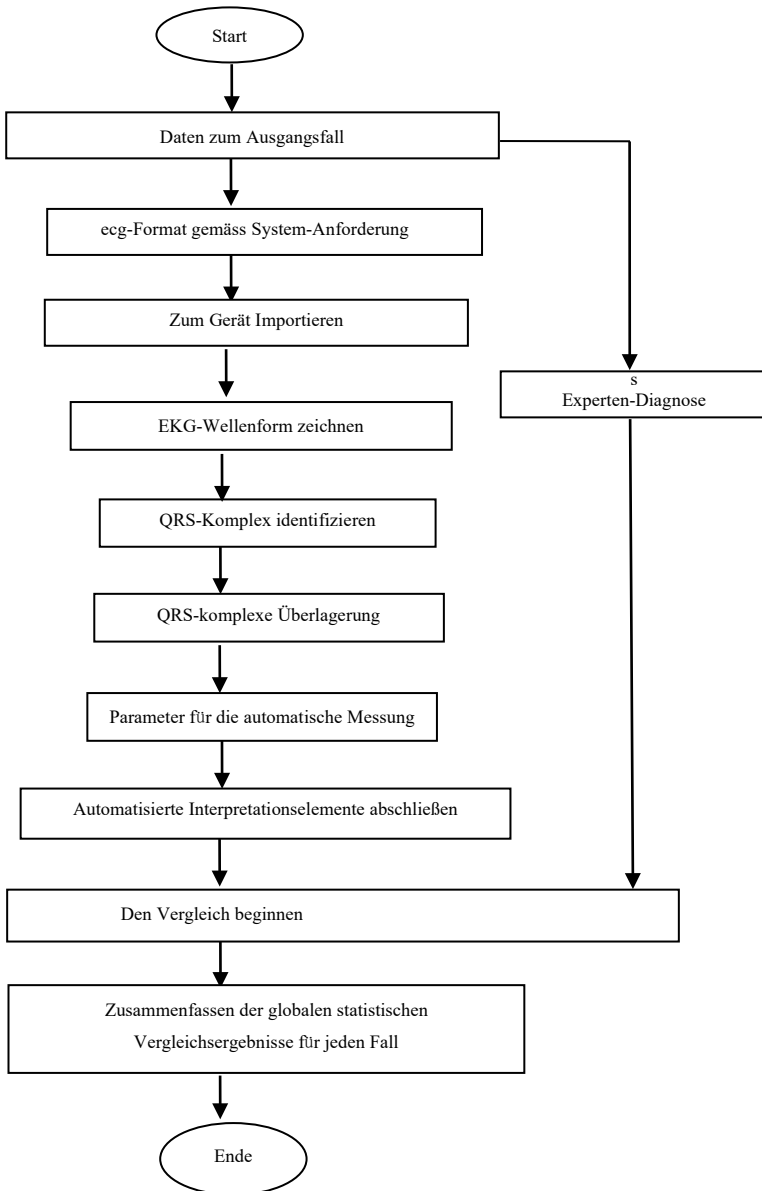 Start
Daten zum Ausgangsfall
ecg-Format gemäss System-Anforderung
Zum Gerät Importieren
s
Experten-Diagnose
EKG-Wellenform zeichnen
QRS-Komplex identifizieren
QRS-komplexe Überlagerung
Parameter für die automatische Messung
Automatisierte Interpretationselemente abschließen
Den Vergleich beginnen
Zusammenfassen der globalen statistischen
Vergleichsergebnisse für jeden Fall
Ende